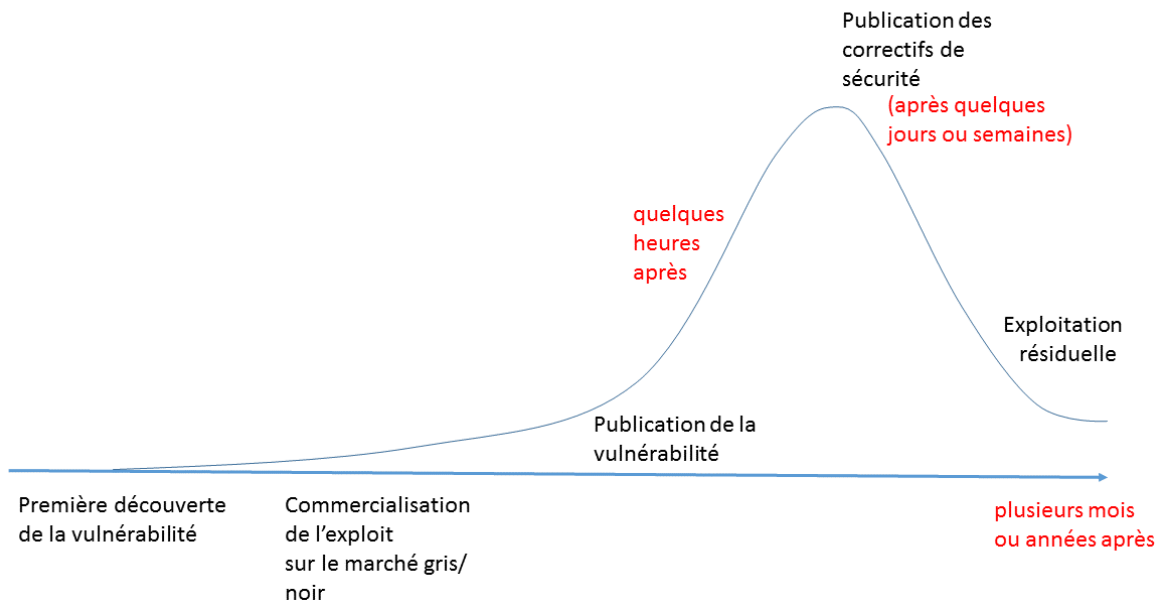 Publication des
correctifs de
sécurité
(après quelques
jours ou semaines)
quelques
heures
après
Exploitation
résiduelle
Publication de la
vulnérabilité
Première découverte
de la vulnérabilité
Commercialisation
de l’exploit
sur le marché gris/
noir
plusieurs mois
ou années après